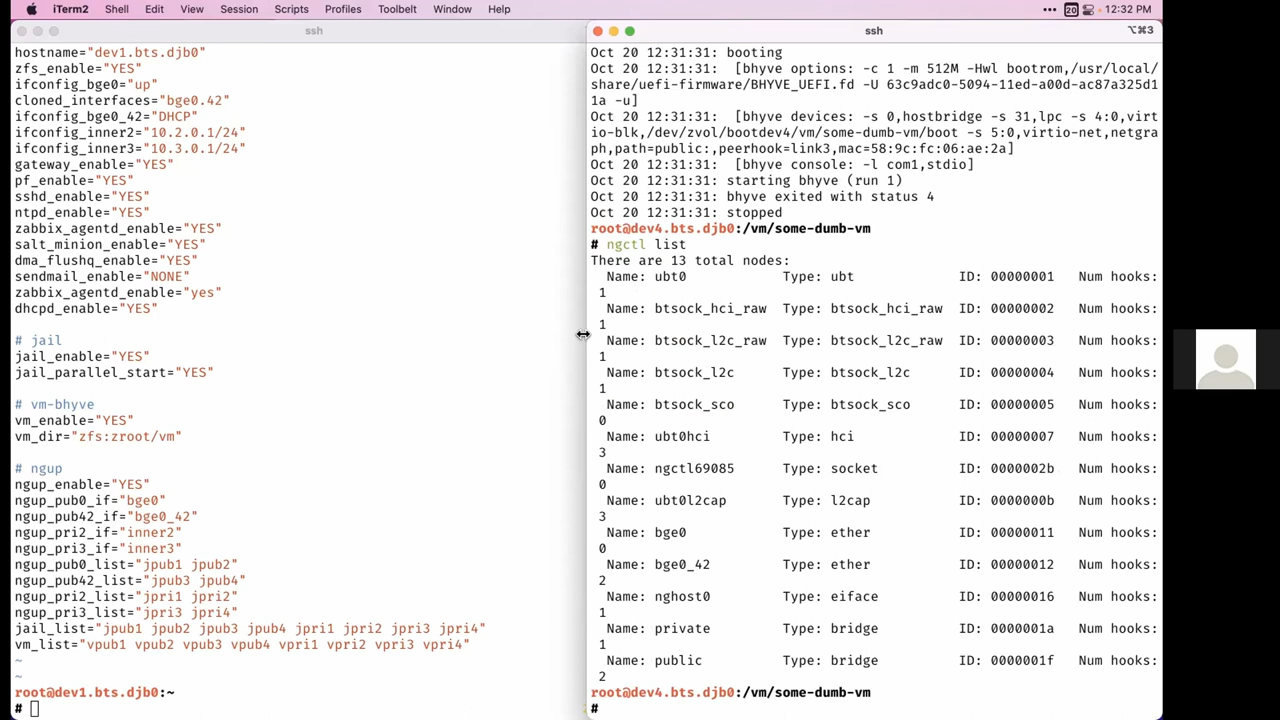 iTerm2 Shell Edit View Session Scripts Profiles Toolbelt Window Help ••• 20 12:32 PM
ssh
hostname="dev1.bts.djb0"
zfs_enable="YES"
ifconfig_bge0="up"
cloned_interfaces="bge0.42"
ifconfig_bge0_42="DHCP"
ifconfig_inner2="10.2.0.1/24"
ifconfig_inner3="10.3.0.1/24"
gateway_enable="YES"
pf_enable="YES"
sshd_enable="YES"
ntpd_enable="YES"
zabbix_agentd_enable="YES"
salt_minion_enable="YES"
dma_flushq_enable="YES"
sendmail_enable="NONE"
zabbix_agentd_enable="yes"
dhcpd_enable="YES"
# jail
jail_enable="YES"
jail_parallel_start="YES"
# vm-bhyve
vm_enable="YES"
vm_dir="zfs:zroot/vm"
# ngup
ngup_enable="YES"
ngup_pub0_if="bge0"
ngup_pub42_if="bge0_42"
ngup_pri2_if="inner2"
ngup_pri3_if="inner3"
ngup_pub0_list="jpub1 jpub2"
ngup_pub42_list="jpub3 jpub4"
ngup_pri2_list="jpri1 jpri2"
ngup_pri3_list="jpri3 jpri4"
jail_list="jpub1 jpub2 jpub3 jpub4 jpri1 jpri2 jpri3 jpri4"
vm_list="vpub1 vpub2 vpub3 vpub4 vpri1 vpri2 vpri3 vpri4"
~
~
root@dev1.bts.djb0:~
#
ssh ⌥⌘3
Oct 20 12:31:31: booting
Oct 20 12:31:31:  [bhyve options: -c 1 -m 512M -Hwl bootrom,/usr/local/
share/uefi-firmware/BHYVE_UEFI.fd -U 63c9adc0-5094-11ed-a00d-ac87a325d1
1a -u]
Oct 20 12:31:31:  [bhyve devices: -s 0,hostbridge -s 31,lpc -s 4:0,virt
io-blk,/dev/zvol/bootdev4/vm/some-dumb-vm/boot -s 5:0,virtio-net,netgra
ph,path=public:,peerhook=link3,mac=58:9c:fc:06:ae:2a]
Oct 20 12:31:31:  [bhyve console: -l com1,stdio]
Oct 20 12:31:31: starting bhyve (run 1)
Oct 20 12:31:31: bhyve exited with status 4
Oct 20 12:31:31: stopped
root@dev4.bts.djb0:/vm/some-dumb-vm
# ngctl list
There are 13 total nodes:
Name: ubt0 Type: ubt ID: 00000001 Num hooks:
1
Name: btsock_hci_raw Type: btsock_hci_raw ID: 00000002 Num hooks:
1
Name: btsock_l2c_raw Type: btsock_l2c_raw ID: 00000003 Num hooks:
1
Name: btsock_l2c Type: btsock_l2c ID: 00000004 Num hooks:
1
Name: btsock_sco Type: btsock_sco ID: 00000005 Num hooks:
0
Name: ubt0hci Type: hci ID: 00000007 Num hooks:
3
Name: ngctl69085 Type: socket ID: 0000002b Num hooks:
0
Name: ubt0l2cap Type: l2cap ID: 0000000b Num hooks:
3
Name: bge0 Type: ether ID: 00000011 Num hooks:
0
Name: bge0_42 Type: ether ID: 00000012 Num hooks:
2
Name: nghost0 Type: eiface ID: 00000016 Num hooks:
1
Name: private Type: bridge ID: 0000001a Num hooks:
1
Name: public Type: bridge ID: 0000001f Num hooks:
2
root@dev4.bts.djb0:/vm/some-dumb-vm
#